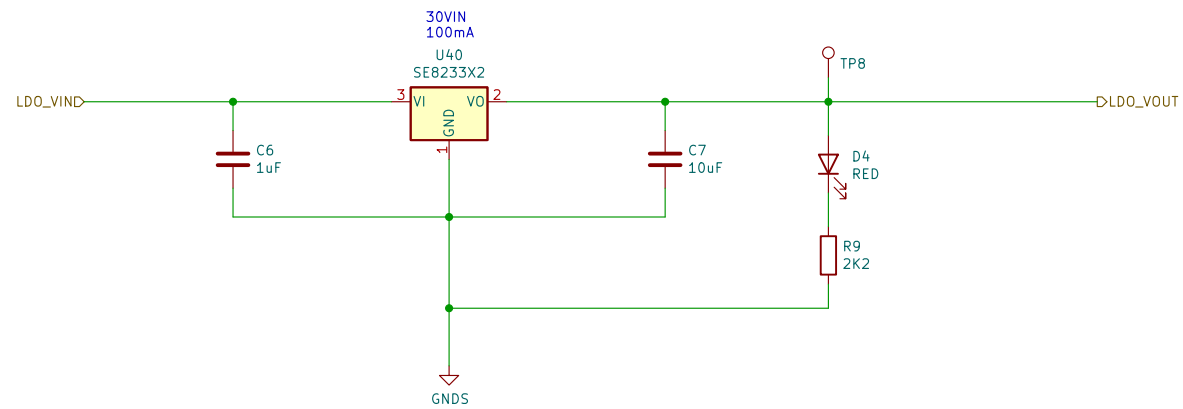 30VIN
100mA
U40
SE8233X2
TP8
LDO_VIN
3
VI
VO
2
LDO_VOUT
GND
1
C6
1uF
C7
10uF
D4
RED
R9
2K2
GNDS